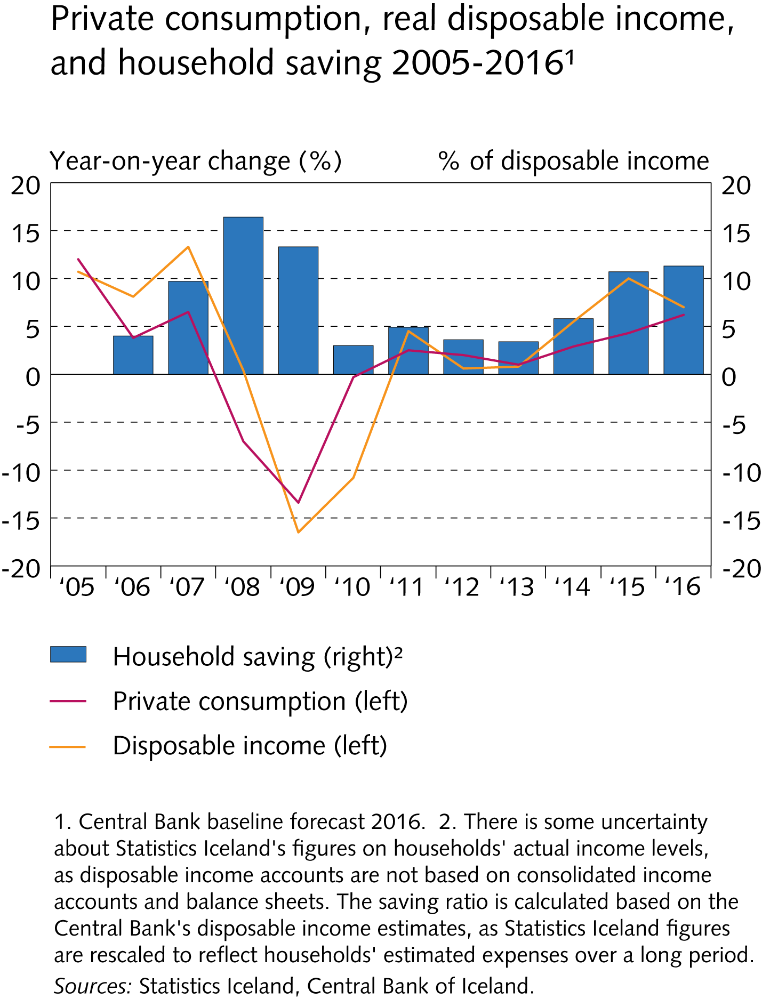 Private consumption, real disposable income,
and household saving 2005-2016¹
Year-on-year change (%)
% of disposable income
20
15
10
5
0
-5
-10
-15
-20
20
15
10
5
0
-5
-10
-15
-20
‘05 ‘06 ‘07 ‘08 ‘09 ‘10 ‘11 ‘12 ‘13 ‘14 ‘15 ‘16
Household saving (right)²
Private consumption (left)
Disposable income (left)
1. Central Bank baseline forecast 2016.  2. There is some uncertainty
about Statistics Iceland's figures on households' actual income levels,
as disposable income accounts are not based on consolidated income
accounts and balance sheets. The saving ratio is calculated based on the
Central Bank's disposable income estimates, as Statistics Iceland figures
are rescaled to reflect households' estimated expenses over a long period.
Sources: Statistics Iceland, Central Bank of Iceland.